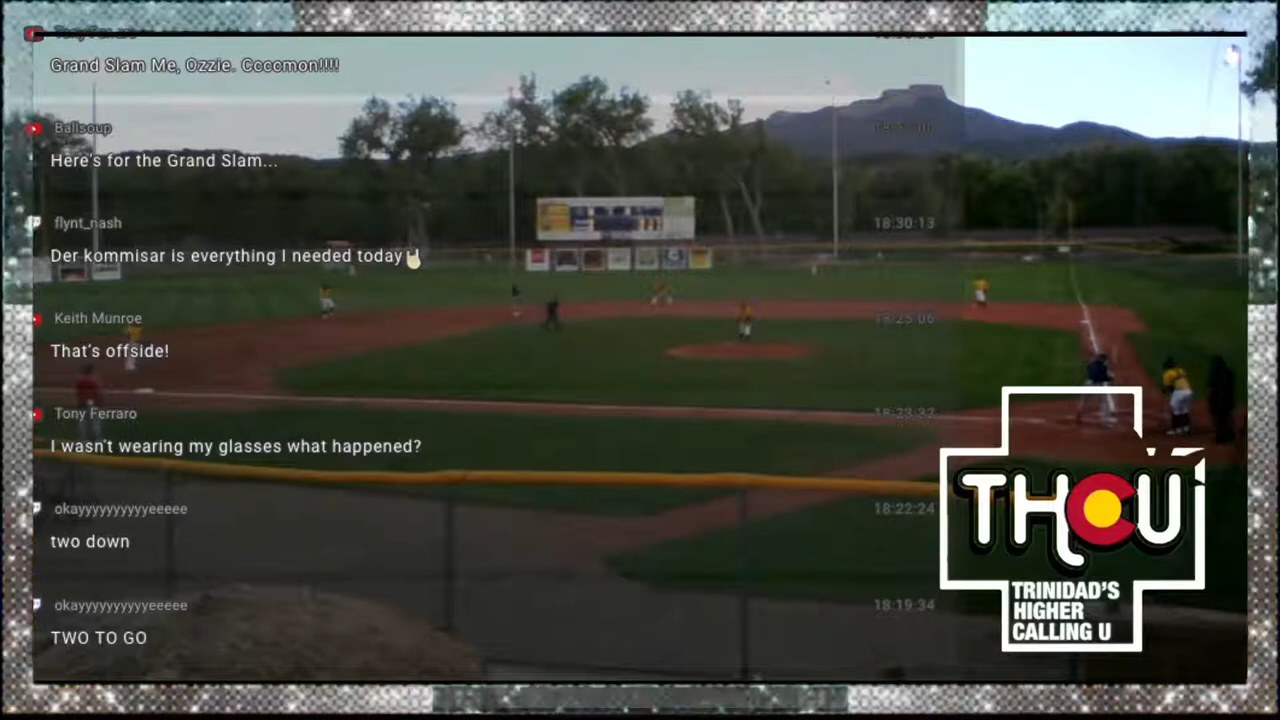 Grand Slam Me, Ozzie. Ccccmon!!!!
Ballsoup
Here's for the Grand Slam...
flynt_nash 18:30:13
Der kommisar is everything I needed today
Keith Munroe 18:25:06
That's offside!
Tony Ferraro 18:23:32
I wasn't wearing my glasses what happened?
okayyyyyyyyyyeeeee 18:22:24
two down
okayyyyyyyyyyeeeee 18:19:34
TWO TO GO
THCU
TRINIDAD'S
HIGHER
CALLING U